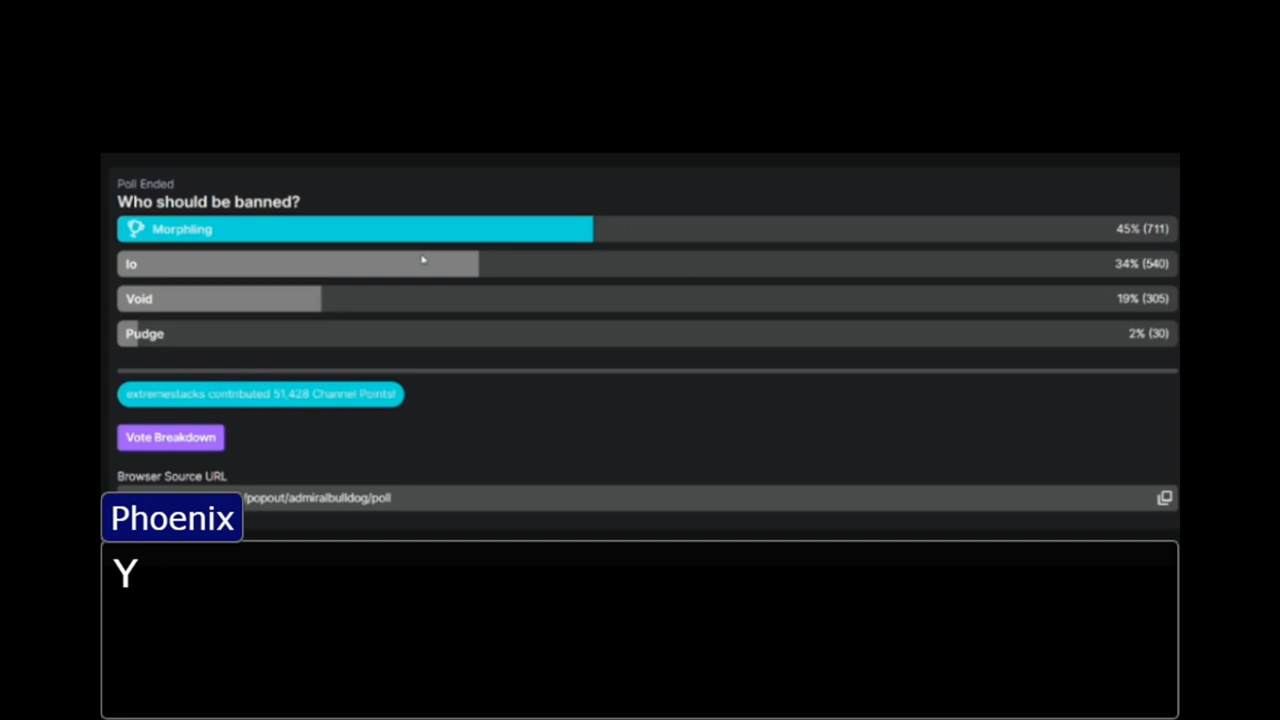 Poll Ended
Who should be banned?
Morphling 45% (711)
Io 34% (540)
Void 19% (305)
Pudge 2% (30)
extremestacks contributed 51,428 Channel Points!
Vote Breakdown
Browser Source URL
/popout/admiralbulldog/poll
Phoenix
Y